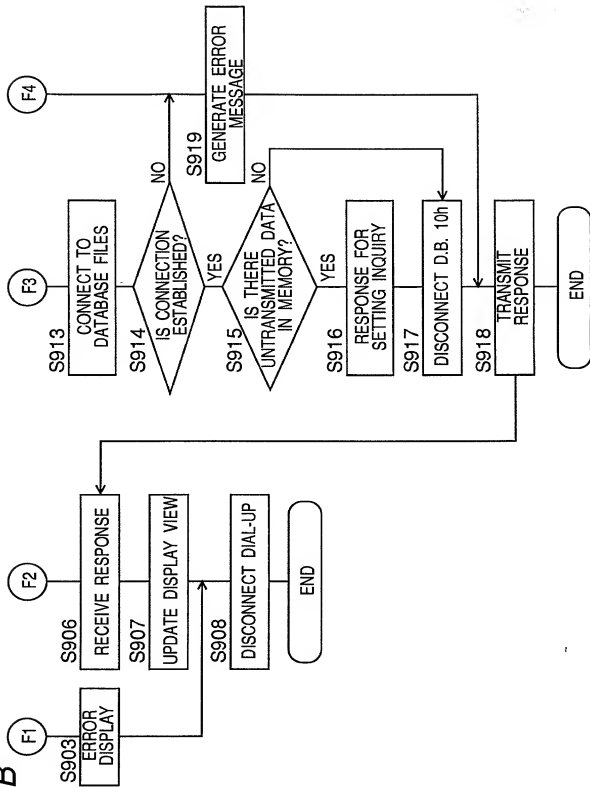 B
F1
S903
ERROR
DISPLAY
F2
S906
RECEIVE RESPONSE
S907
UPDATE DISPLAY VIEW
S908
DISCONNECT DIAL-UP
END
F3
S913
CONNECT TO
DATABASE FILES
S914
IS CONNECTION
ESTABLISHED?
NO
YES
S915
IS THERE
UNTRANSMITTED DATA
IN MEMORY?
NO
YES
S916
RESPONSE FOR
SETTING INQUIRY
S917
DISCONNECT D.B. 10h
S918
TRANSMIT
RESPONSE
END
F4
S919
GENERATE ERROR
MESSAGE